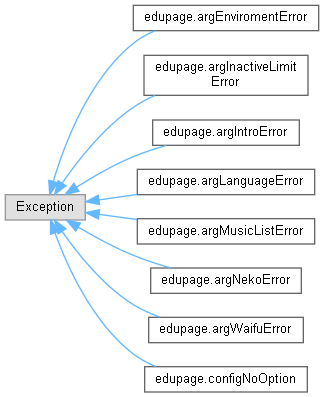 edupage.argEnviromentError
edupage.argInactiveLimit
Error
edupage.argIntroError
edupage.argLanguageError
Exception
edupage.argMusicListError
edupage.argNekoError
edupage.argWaifuError
edupage.configNoOption